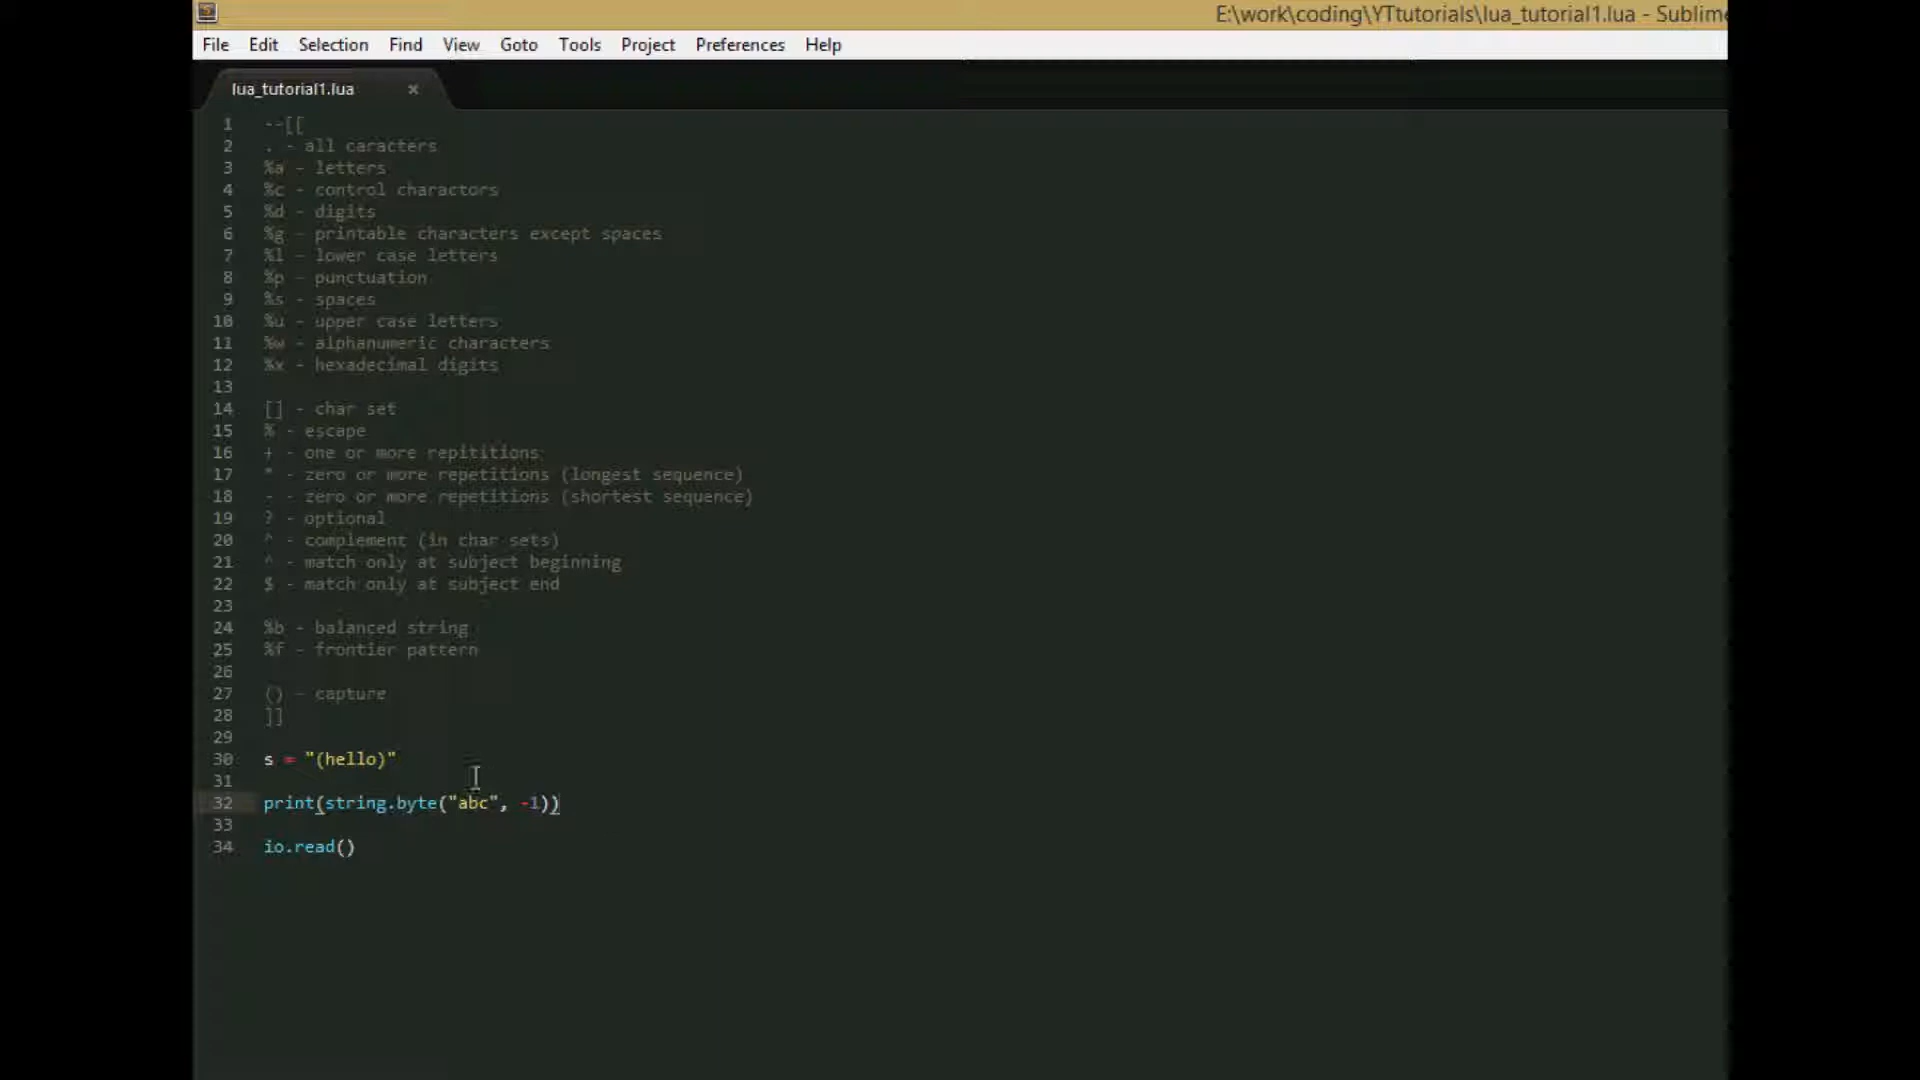 E:\work\coding\YTtutorials\lua_tutorial1.lua - Sublime
File Edit Selection Find View Goto Tools Project Preferences Help
lua_tutorial1.lua ×
1 --[[
2 . - all caracters
3 %a - letters
4 %c - control charactors
5 %d - digits
6 %g - printable characters except spaces
7 %l - lower case letters
8 %p - punctuation
9 %s - spaces
10 %u - upper case letters
11 %w - alphanumeric characters
12 %x - hexadecimal digits
13
14 [] - char set
15 % - escape
16 + - one or more repititions
17 * - zero or more repetitions (longest sequence)
18 - - zero or more repetitions (shortest sequence)
19 ? - optional
20 ^ - complement (in char sets)
21 ^ - match only at subject beginning
22 $ - match only at subject end
23
24 %b - balanced string
25 %f - frontier pattern
26
27 () - capture
28 ]]
29
30 s = "(hello)"
31
32 print(string.byte("abc", -1))
33
34 io.read()